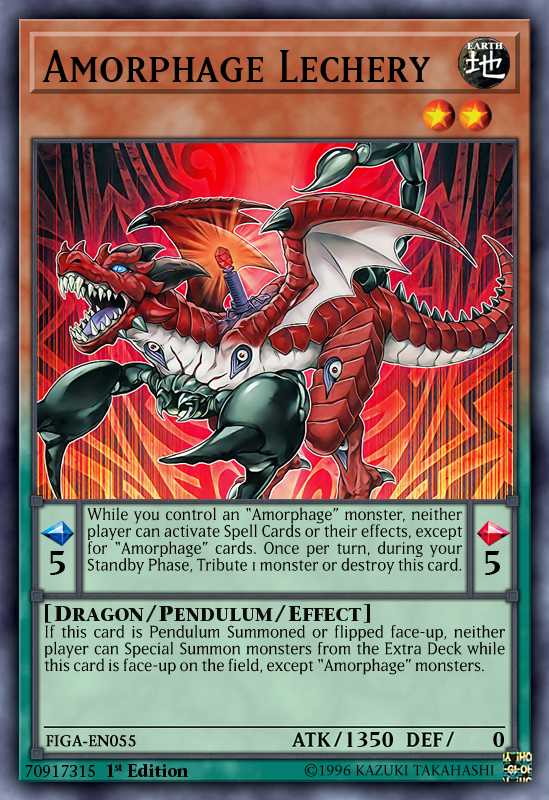 AMORPHAGE LECHERY
EARTH
地
While you control an "Amorphage" monster, neither
player can activate Spell Cards or their effects, except
for "Amorphage" cards. Once per turn, during your
Standby Phase, Tribute 1 monster or destroy this card.
5
5
[DRAGON/PENDULUM/EFFECT]
If this card is Pendulum Summoned or flipped face-up, neither
player can Special Summon monsters from the Extra Deck while
this card is face-up on the field, except "Amorphage" monsters.
FIGA-EN055
ATK/1350 DEF/ 0
70917315 1st Edition
©1996 KAZUKI TAKAHASHI